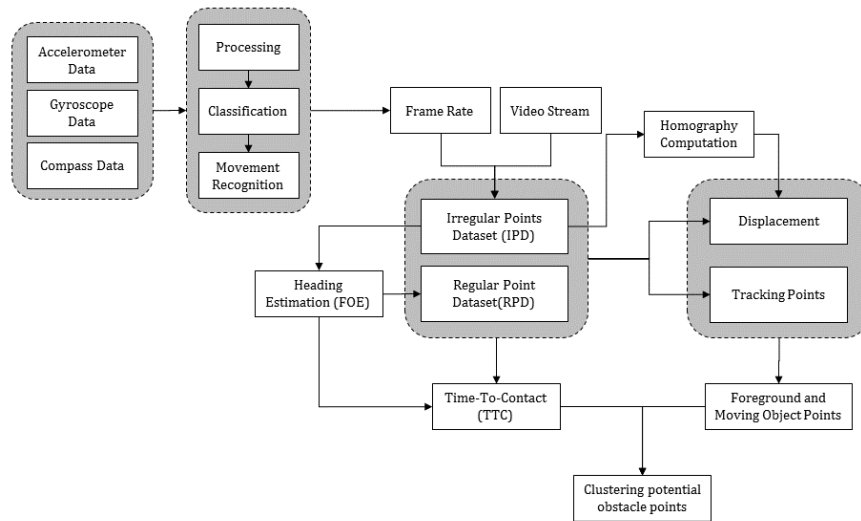 Accelerometer
Data
Gyroscope
Data
Compass Data
Processing
Classification
Movement
Recognition
Frame Rate
Video Stream
Homography
Computation
Irregular Points
Dataset (IPD)
Regular Point
Dataset(RPD)
Heading
Estimation (FOE)
Displacement
Tracking Points
Time-To-Contact
(TTC)
Foreground and
Moving Object Points
Clustering potential
obstacle points